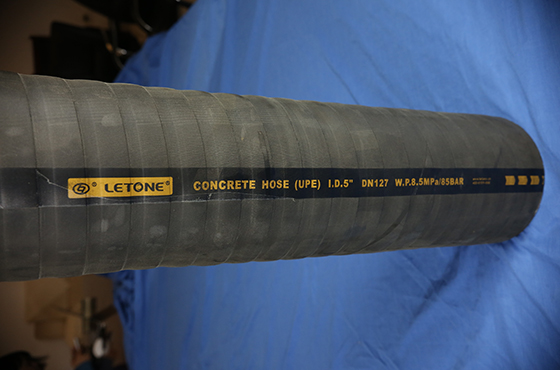 ® LETONE® CONCRETE HOSE (UPE) I.D.5" DN127 W.P.8.5MPa/85BAR